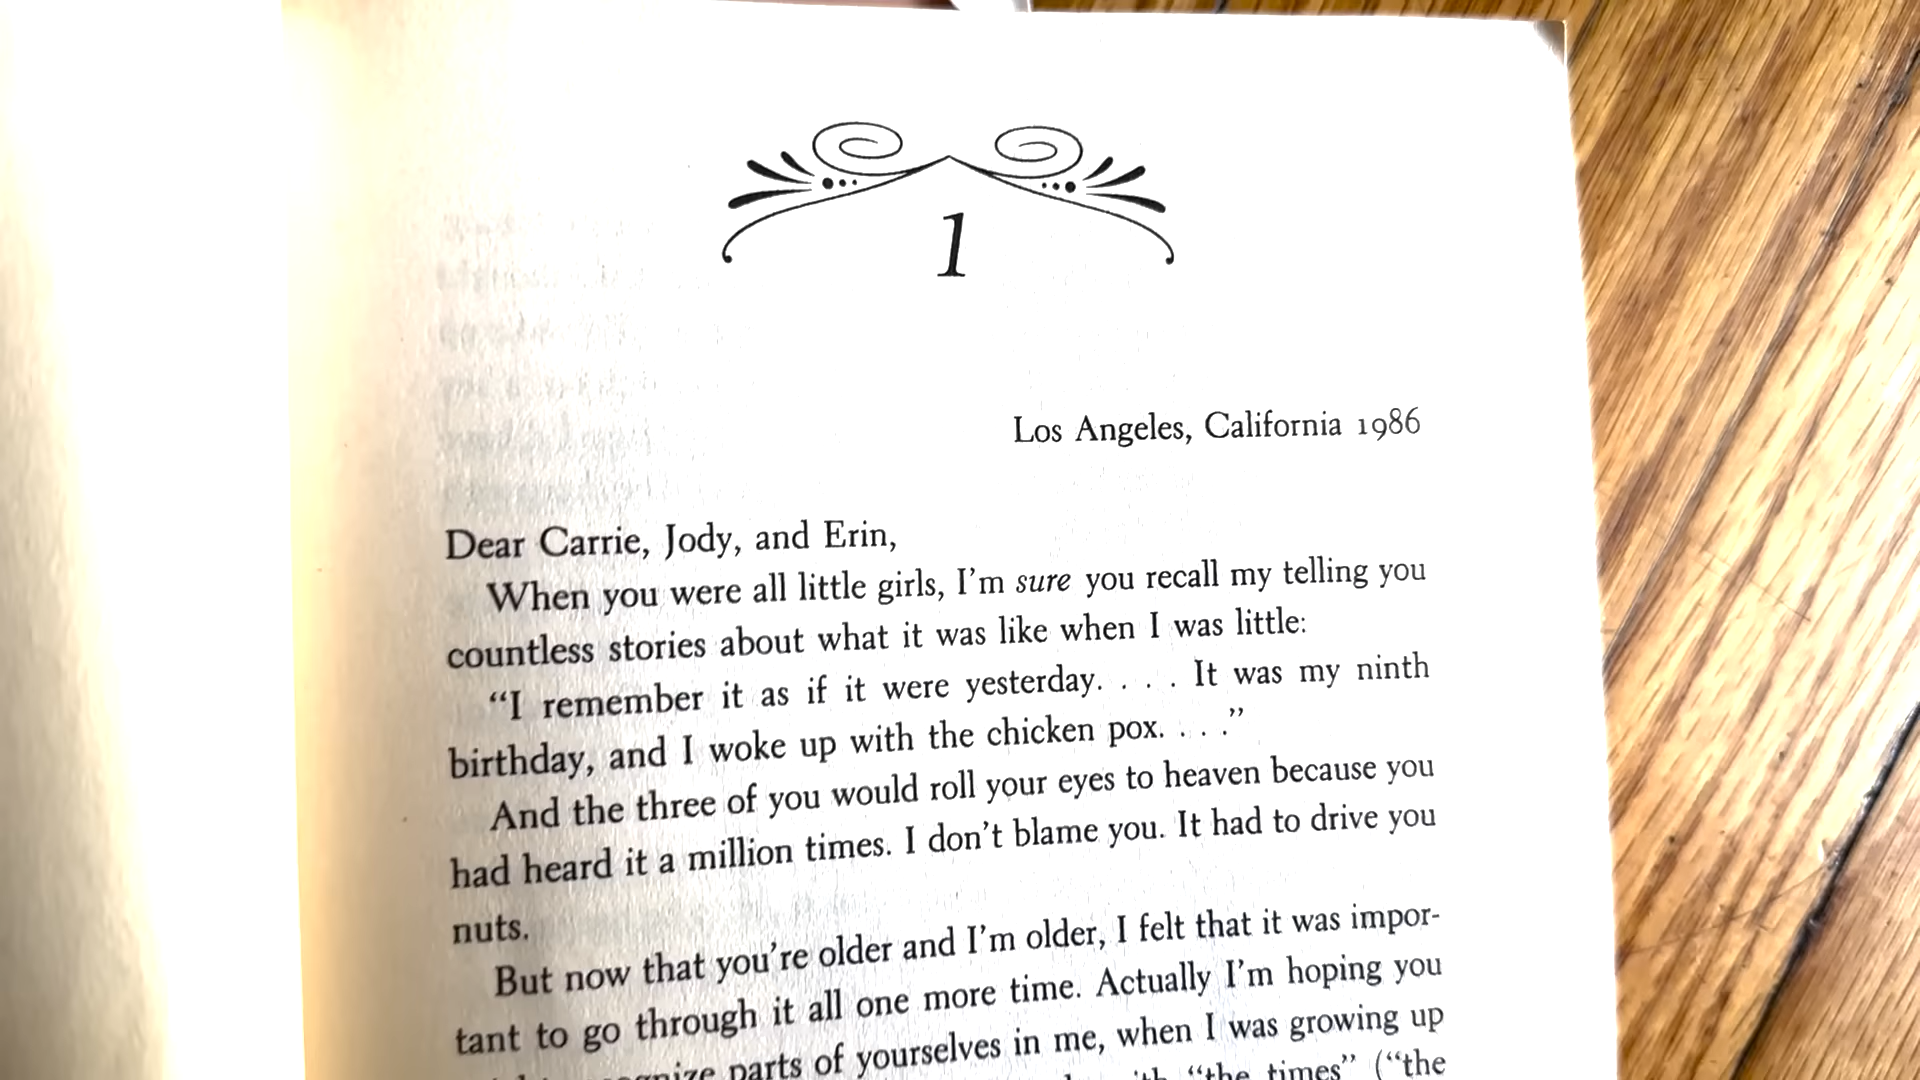 1
Los Angeles, California 1986
Dear Carrie, Jody, and Erin,
When you were all little girls, I'm sure you recall my telling you
countless stories about what it was like when I was little:
“I remember it as if it were yesterday. . . . It was my ninth
birthday, and I woke up with the chicken pox. . . .”
And the three of you would roll your eyes to heaven because you
had heard it a million times. I don't blame you. It had to drive you
nuts.
But now that you're older and I'm older, I felt that it was impor-
tant to go through it all one more time. Actually I'm hoping you
parts of yourselves in me, when I was growing up
“the times” (“the